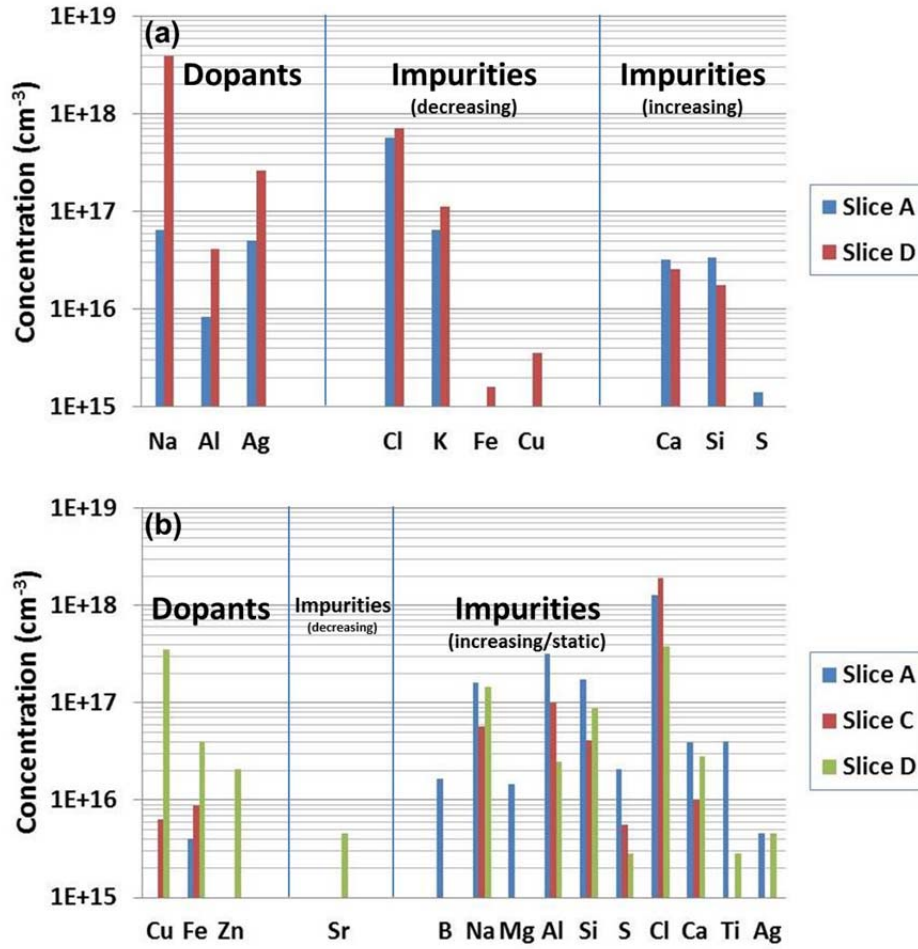 1E+19
(a)
Dopants
Impurities
(decreasing)
Impurities
(increasing)
1E+18
1E+17
1E+16
1E+15
Concentration (cm⁻³)
Na Al Ag Cl K Fe Cu Ca Si S
Slice A
Slice D
1E+19
(b)
Dopants
Impurities
(decreasing)
Impurities
(increasing/static)
1E+18
1E+17
1E+16
1E+15
Concentration (cm⁻³)
Cu Fe Zn Sr B Na Mg Al Si S Cl Ca Ti Ag
Slice A
Slice C
Slice D